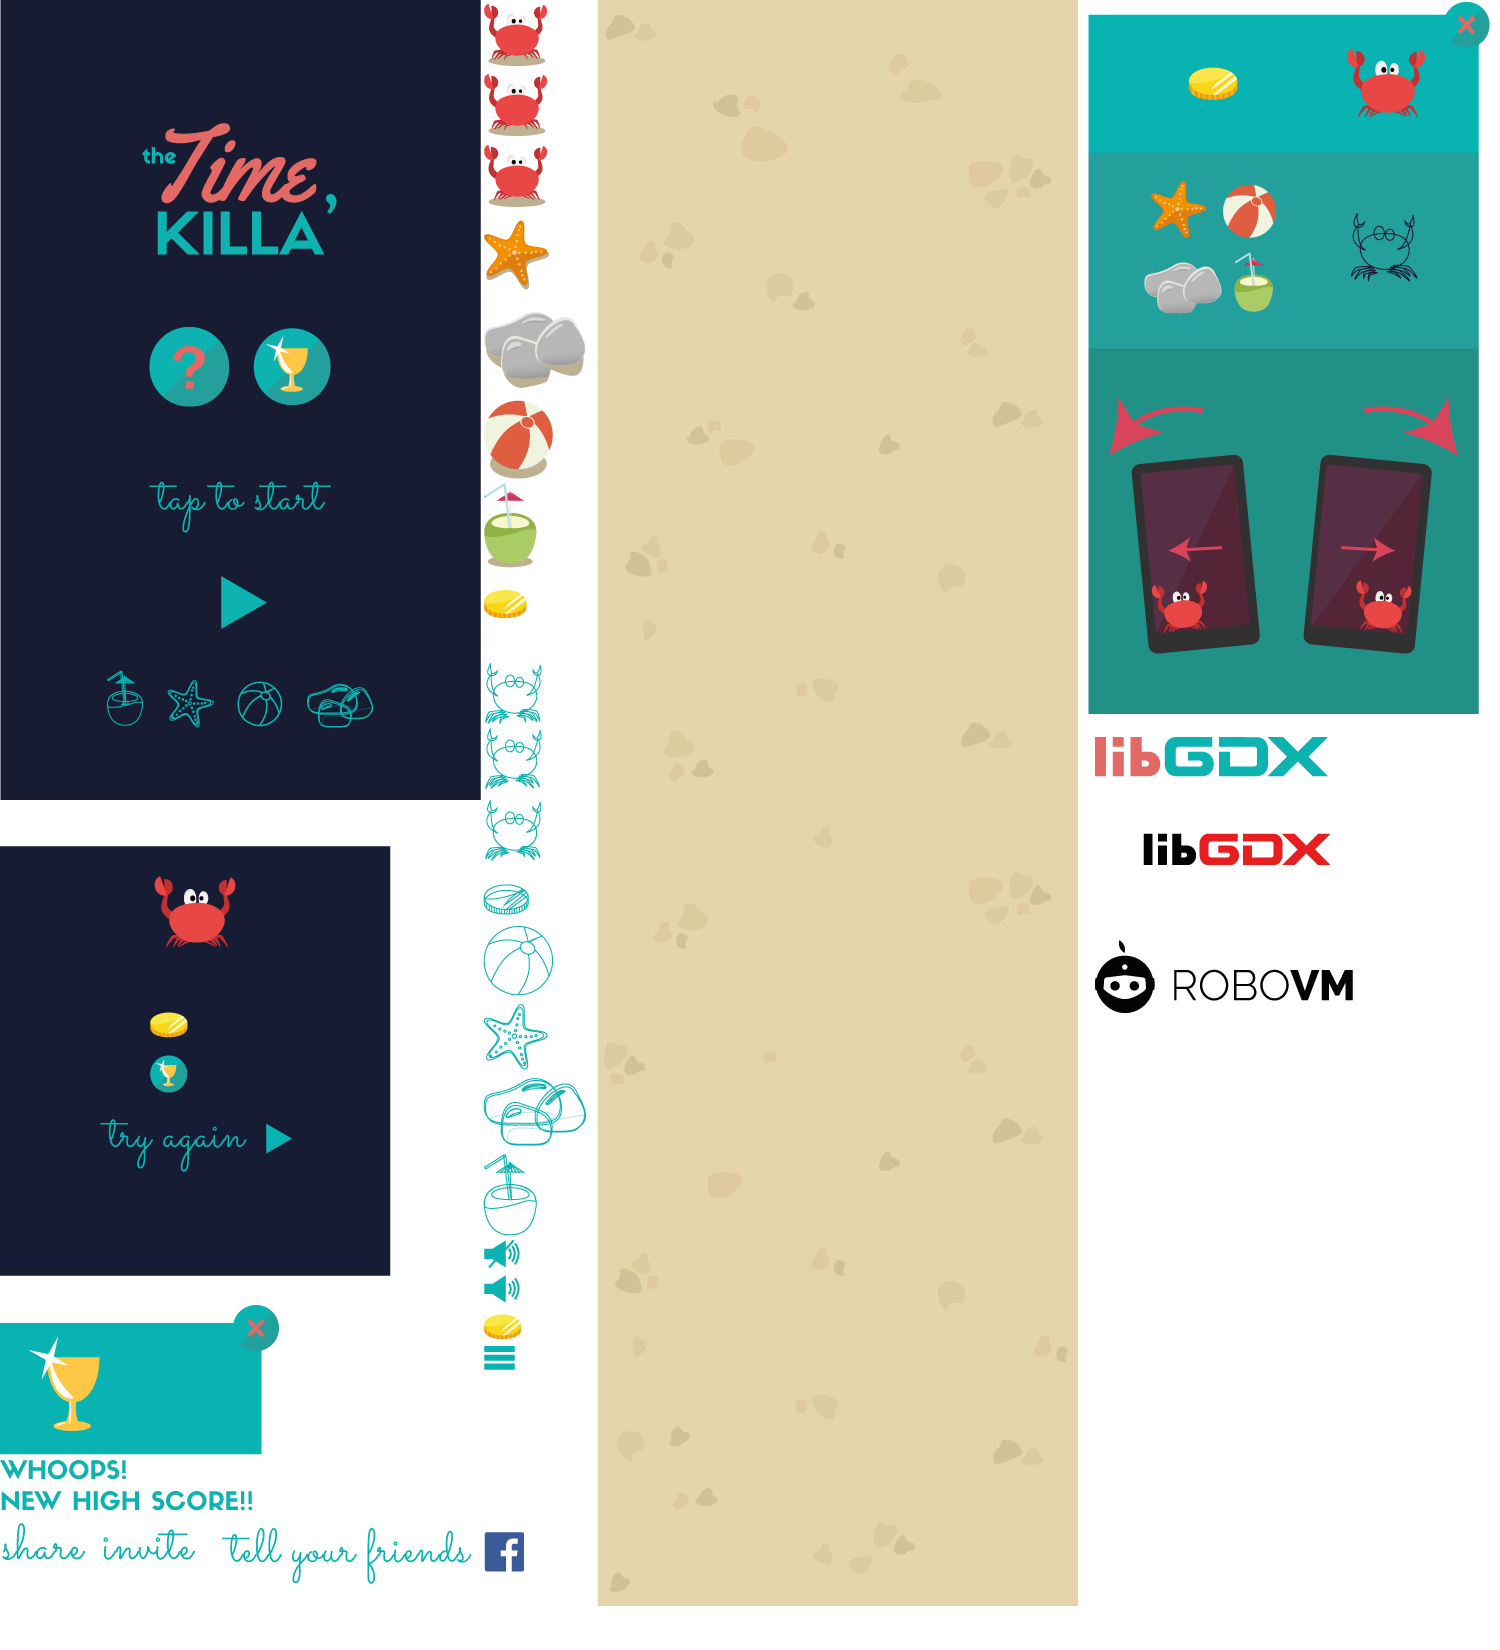 the Time,
KILLA
?
tap to start
try again
WHOOPS!
NEW HIGH SCORE!!
share invite tell your friends f
libGDX
libGDX
ROBOVM